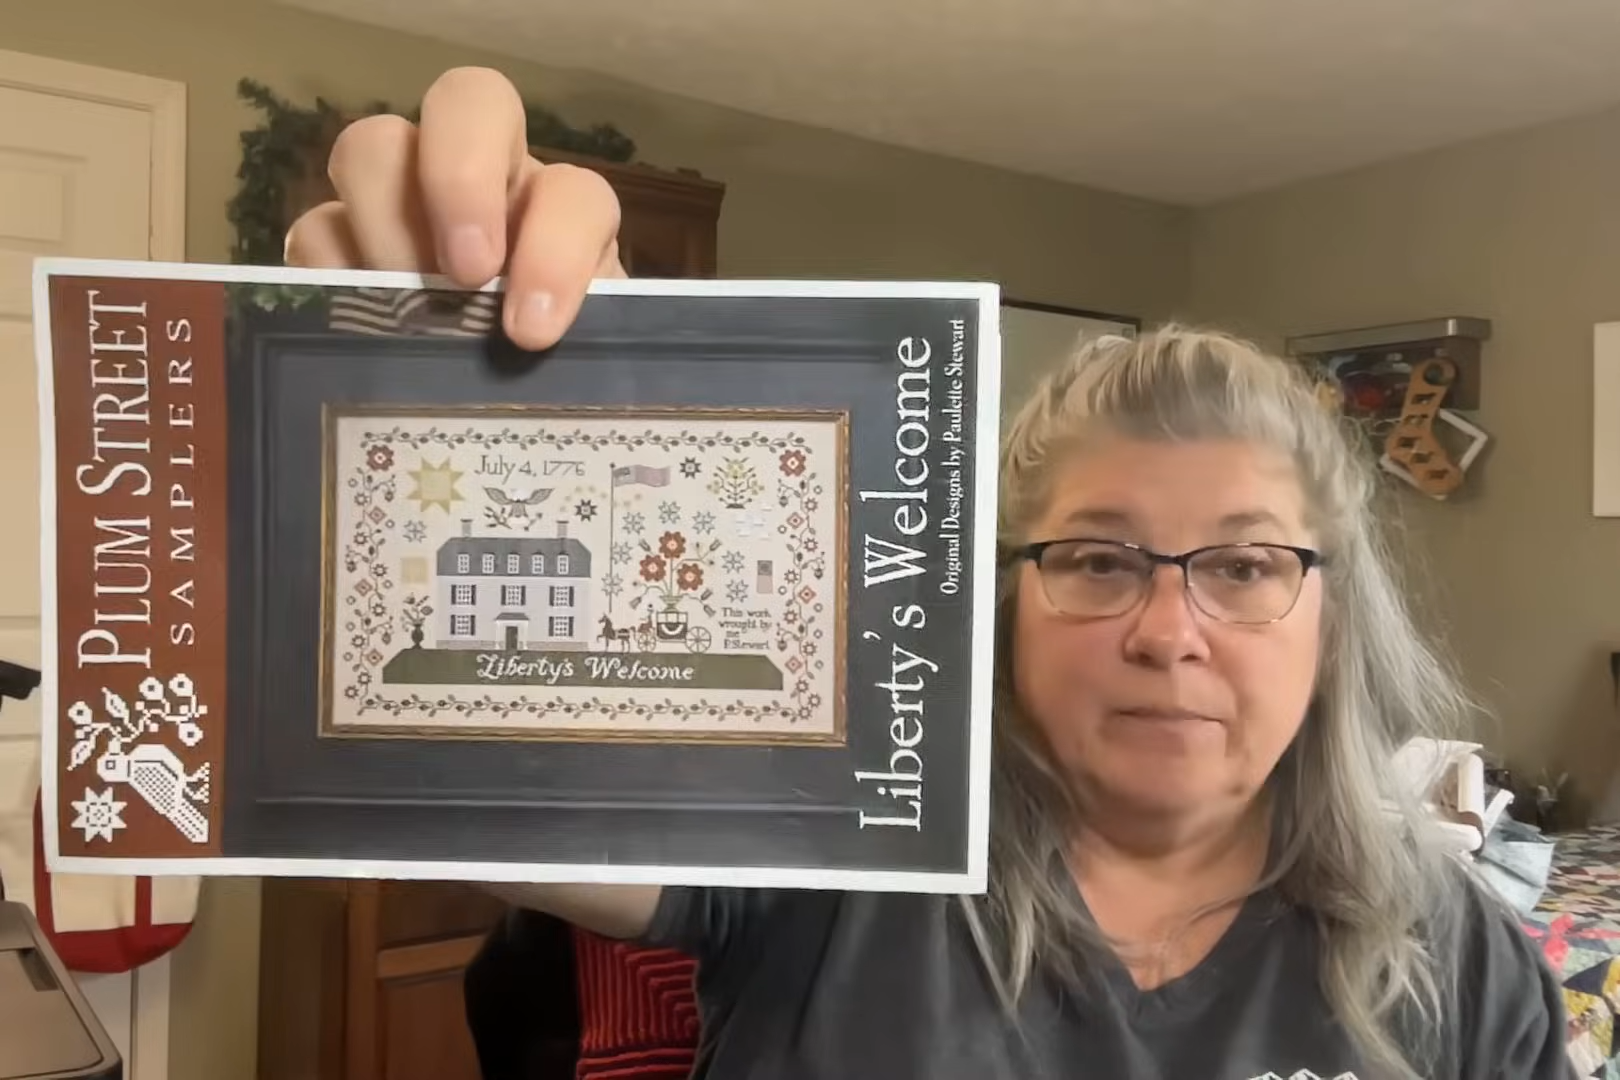 PLUM STREET
SAMPLERS
July 4, 1776
This work
wrought by
me
P. Stewart
Liberty's Welcome
Liberty's Welcome
Original Designs by Paulette Stewart